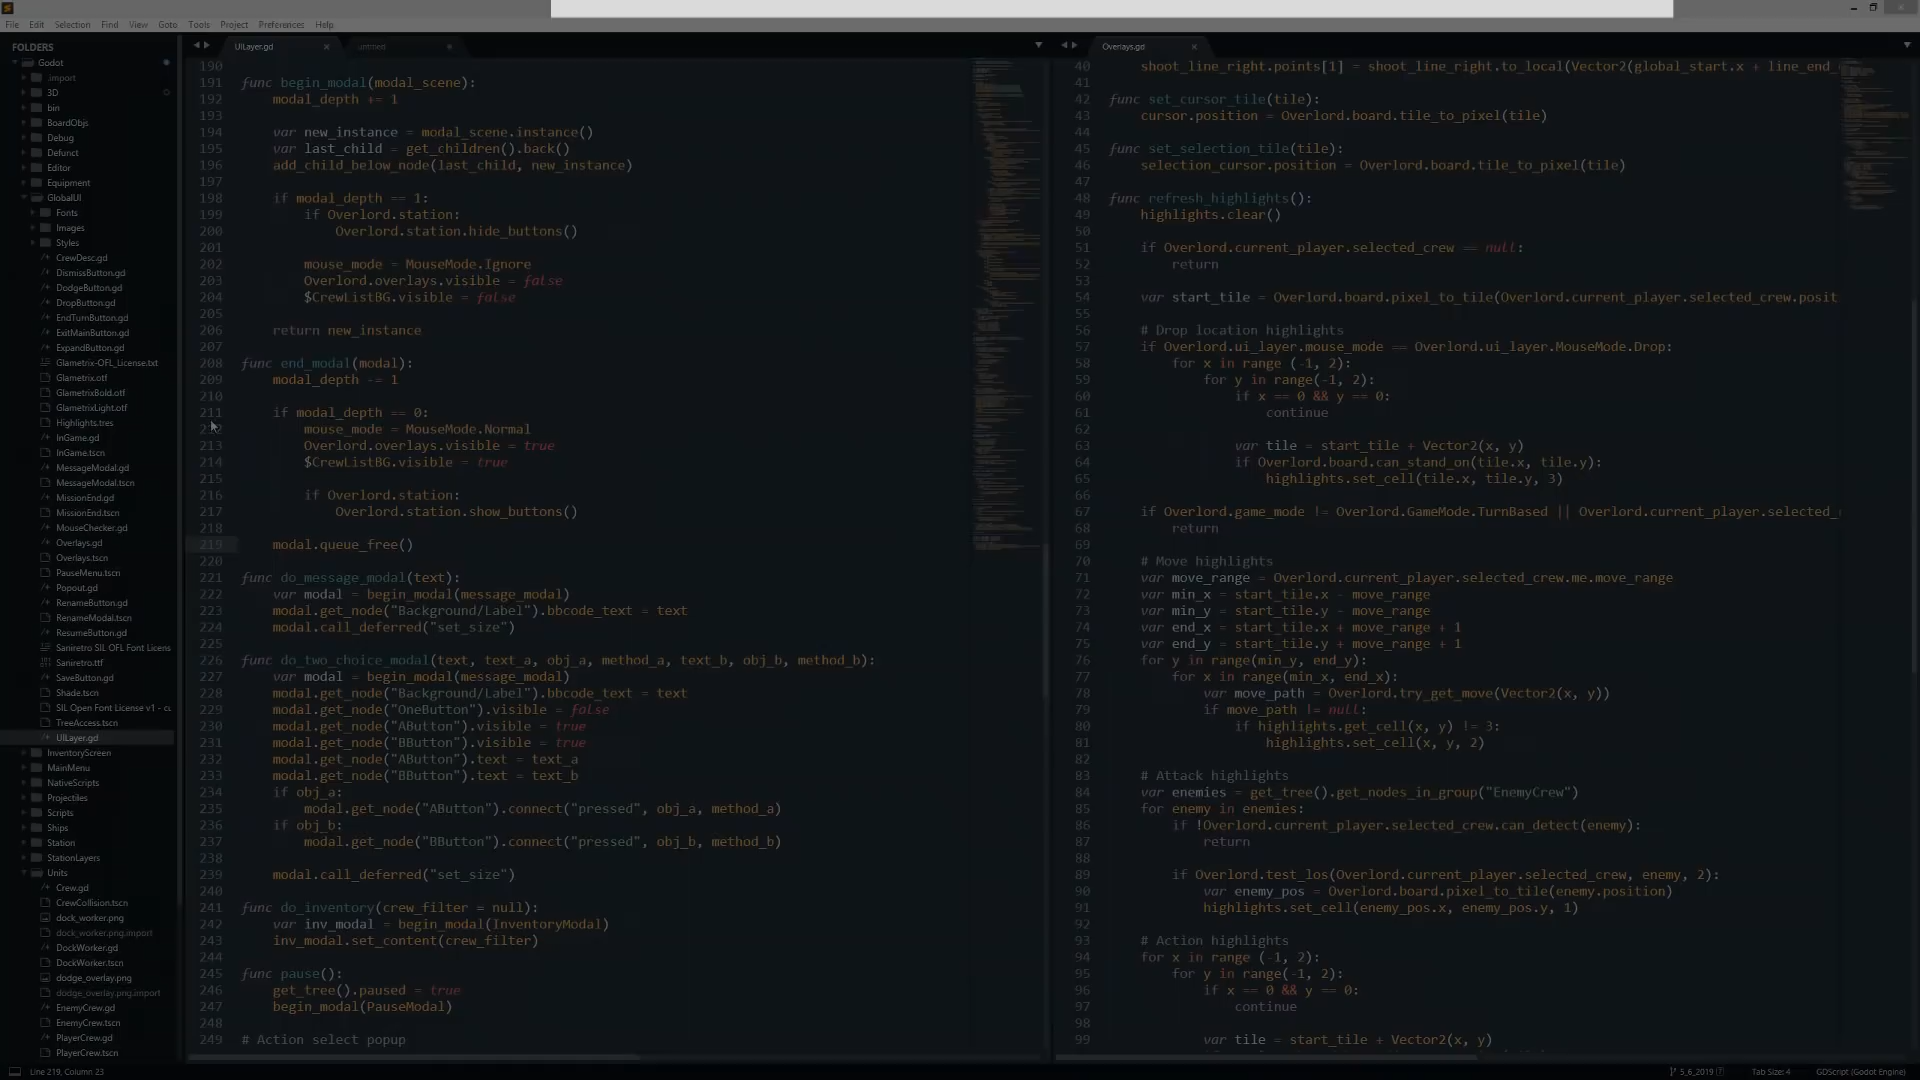 File Edit Selection Find View Goto Tools Project Preferences Help
FOLDERS
Godot
.import
3D
bin
BoardObjs
Debug
Defunct
Editor
Equipment
GlobalUI
Fonts
Images
Styles
CrewDesc.gd
DismissButton.gd
DodgeButton.gd
DropButton.gd
EndTurnButton.gd
ExitMainButton.gd
ExpandButton.gd
Glametrix-OFL_License.txt
Glametrix.otf
GlametrixBold.otf
GlametrixLight.otf
Highlights.tres
InGame.gd
InGame.tscn
MessageModal.gd
MessageModal.tscn
MissionEnd.gd
MissionEnd.tscn
MouseChecker.gd
Overlays.gd
Overlays.tscn
PauseMenu.tscn
Popout.gd
RenameButton.gd
RenameModal.tscn
ResumeButton.gd
Saniretro SIL OFL Font Licens
Saniretro.ttf
SaveButton.gd
Shade.tscn
SIL Open Font License v1 - cu
TreeAccess.tscn
UILayer.gd
InventoryScreen
MainMenu
NativeScripts
Projectiles
Scripts
Ships
Station
StationLayers
Units
Crew.gd
CrewCollision.tscn
dock_worker.png
dock_worker.png.import
DockWorker.gd
DockWorker.tscn
dodge_overlay.png
dodge_overlay.png.import
EnemyCrew.gd
EnemyCrew.tscn
PlayerCrew.gd
PlayerCrew.tscn
UILayer.gd
untitled
190
191 func begin_modal(modal_scene):
192 modal_depth += 1
193
194 var new_instance = modal_scene.instance()
195 var last_child = get_children().back()
196 add_child_below_node(last_child, new_instance)
197
198 if modal_depth == 1:
199 if Overlord.station:
200 Overlord.station.hide_buttons()
201
202 mouse_mode = MouseMode.Ignore
203 Overlord.overlays.visible = false
204 $CrewListBG.visible = false
205
206 return new_instance
207
208 func end_modal(modal):
209 modal_depth -= 1
210
211 if modal_depth == 0:
212 mouse_mode = MouseMode.Normal
213 Overlord.overlays.visible = true
214 $CrewListBG.visible = true
215
216 if Overlord.station:
217 Overlord.station.show_buttons()
218
219 modal.queue_free()
220
221 func do_message_modal(text):
222 var modal = begin_modal(message_modal)
223 modal.get_node("Background/Label").bbcode_text = text
224 modal.call_deferred("set_size")
225
226 func do_two_choice_modal(text, text_a, obj_a, method_a, text_b, obj_b, method_b):
227 var modal = begin_modal(message_modal)
228 modal.get_node("Background/Label").bbcode_text = text
229 modal.get_node("OneButton").visible = false
230 modal.get_node("AButton").visible = true
231 modal.get_node("BButton").visible = true
232 modal.get_node("AButton").text = text_a
233 modal.get_node("BButton").text = text_b
234 if obj_a:
235 modal.get_node("AButton").connect("pressed", obj_a, method_a)
236 if obj_b:
237 modal.get_node("BButton").connect("pressed", obj_b, method_b)
238
239 modal.call_deferred("set_size")
240
241 func do_inventory(crew_filter = null):
242 var inv_modal = begin_modal(InventoryModal)
243 inv_modal.set_content(crew_filter)
244
245 func pause():
246 get_tree().paused = true
247 begin_modal(PauseModal)
248
249 # Action select popup
Overlays.gd
40 shoot_line_right.points[1] = shoot_line_right.to_local(Vector2(global_start.x + line_end_
41
42 func set_cursor_tile(tile):
43 cursor.position = Overlord.board.tile_to_pixel(tile)
44
45 func set_selection_tile(tile):
46 selection_cursor.position = Overlord.board.tile_to_pixel(tile)
47
48 func refresh_highlights():
49 highlights.clear()
50
51 if Overlord.current_player.selected_crew == null:
52 return
53
54 var start_tile = Overlord.board.pixel_to_tile(Overlord.current_player.selected_crew.posit
55
56 # Drop location highlights
57 if Overlord.ui_layer.mouse_mode == Overlord.ui_layer.MouseMode.Drop:
58 for x in range (-1, 2):
59 for y in range(-1, 2):
60 if x == 0 && y == 0:
61 continue
62
63 var tile = start_tile + Vector2(x, y)
64 if Overlord.board.can_stand_on(tile.x, tile.y):
65 highlights.set_cell(tile.x, tile.y, 3)
66
67 if Overlord.game_mode != Overlord.GameMode.TurnBased || Overlord.current_player.selected_
68 return
69
70 # Move highlights
71 var move_range = Overlord.current_player.selected_crew.me.move_range
72 var min_x = start_tile.x - move_range
73 var min_y = start_tile.y - move_range
74 var end_x = start_tile.x + move_range + 1
75 var end_y = start_tile.y + move_range + 1
76 for y in range(min_y, end_y):
77 for x in range(min_x, end_x):
78 var move_path = Overlord.try_get_move(Vector2(x, y))
79 if move_path != null:
80 if highlights.get_cell(x, y) != 3:
81 highlights.set_cell(x, y, 2)
82
83 # Attack highlights
84 var enemies = get_tree().get_nodes_in_group("EnemyCrew")
85 for enemy in enemies:
86 if !Overlord.current_player.selected_crew.can_detect(enemy):
87 return
88
89 if Overlord.test_los(Overlord.current_player.selected_crew, enemy, 2):
90 var enemy_pos = Overlord.board.pixel_to_tile(enemy.position)
91 highlights.set_cell(enemy_pos.x, enemy_pos.y, 1)
92
93 # Action highlights
94 for x in range (-1, 2):
95 for y in range(-1, 2):
96 if x == 0 && y == 0:
97 continue
98
99 var tile = start_tile + Vector2(x, y)
Line 219, Column 23
5_6_2019
Tab Size: 4
GDScript (Godot Engine)